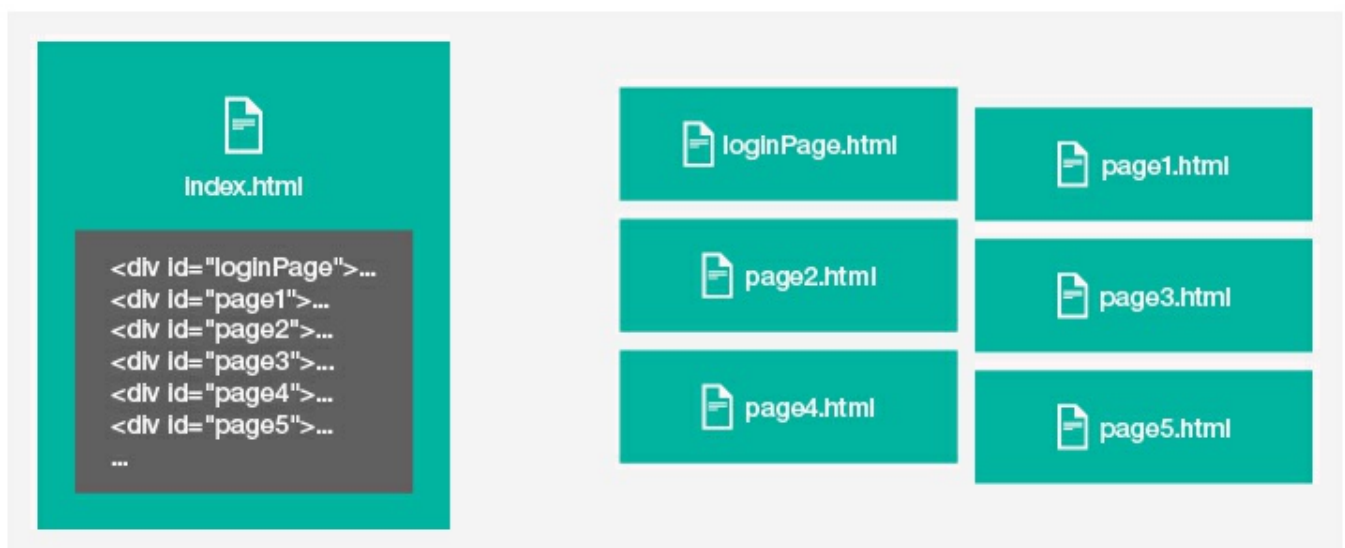 index.html
<div id="loginPage">...
<div id="page1">...
<div id="page2">...
<div id="page3">...
<div id="page4">...
<div id="page5">...
...
loginPage.html
page1.html
page2.html
page3.html
page4.html
page5.html